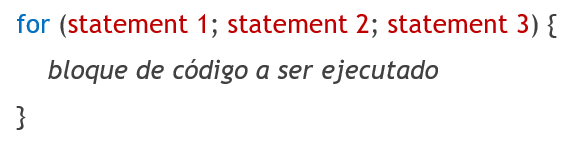 for (statement 1; statement 2; statement 3) {
bloque de código a ser ejecutado
}